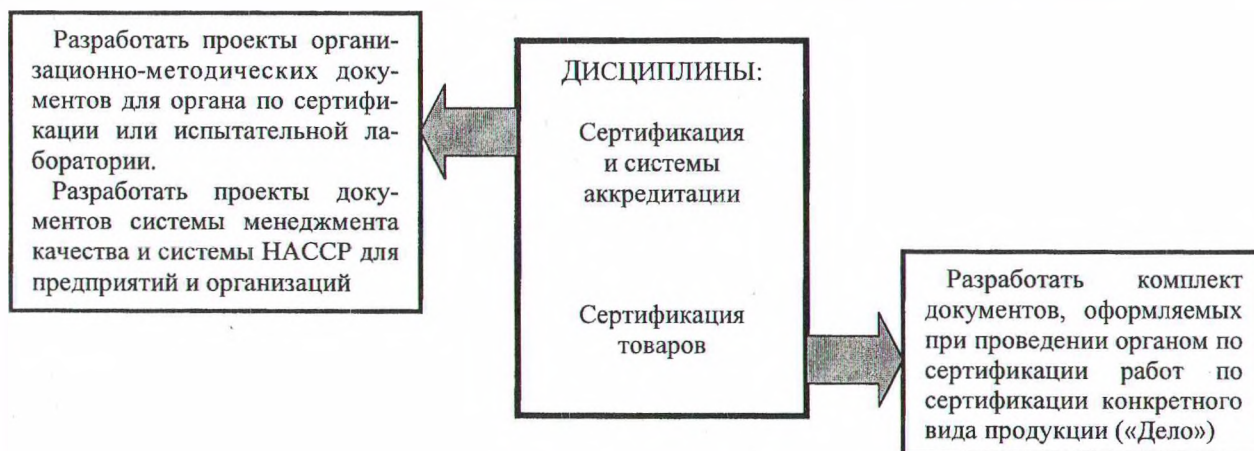 Разработать проекты органи-
зационно-методических доку-
ментов для органа по сертифи-
кации или испытательной ла-
боратории.
Разработать проекты доку-
ментов системы менеджмента
качества и системы НАССР для
предприятий и организаций
ДИСЦИПЛИНЫ:
Сертификация
и системы
аккредитации
Сертификация
товаров
Разработать комплект
документов, оформляемых
при проведении органом по
сертификации работ по
сертификации конкретного
вида продукции («Дело»)